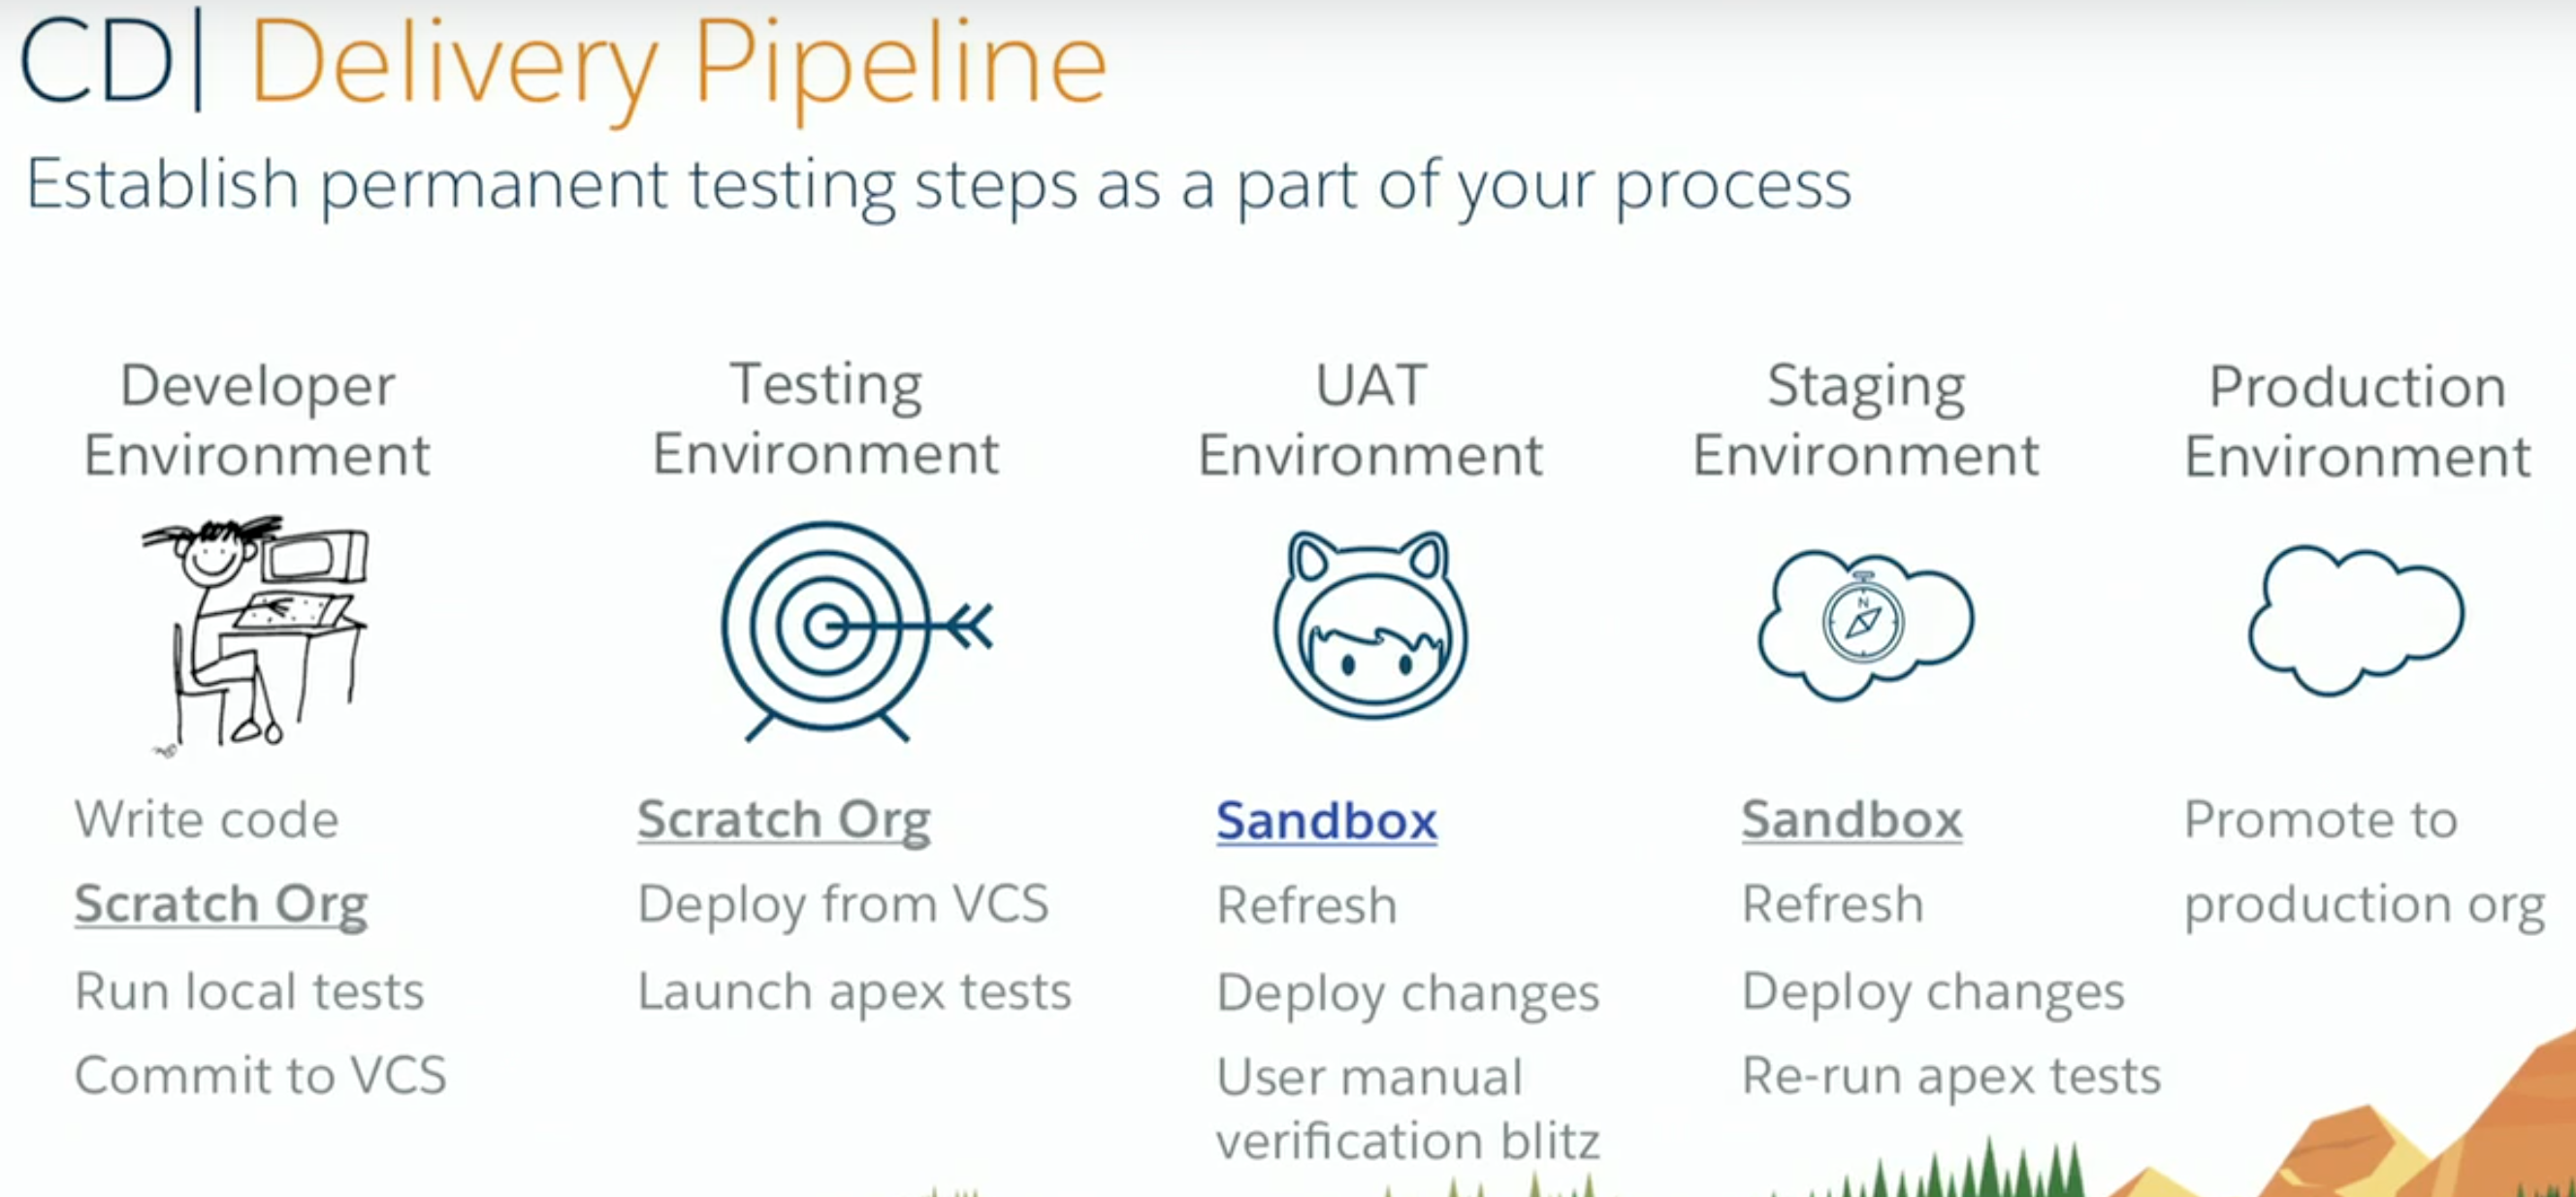 CD| Delivery Pipeline
Establish permanent testing steps as a part of your process
Developer
Environment
Write code
Scratch Org
Run local tests
Commit to VCS
Testing
Environment
Scratch Org
Deploy from VCS
Launch apex tests
UAT
Environment
Sandbox
Refresh
Deploy changes
User manual
verification blitz
Staging
Environment
N
Sandbox
Refresh
Deploy changes
Re-run apex tests
Production
Environment
Promote to
production org